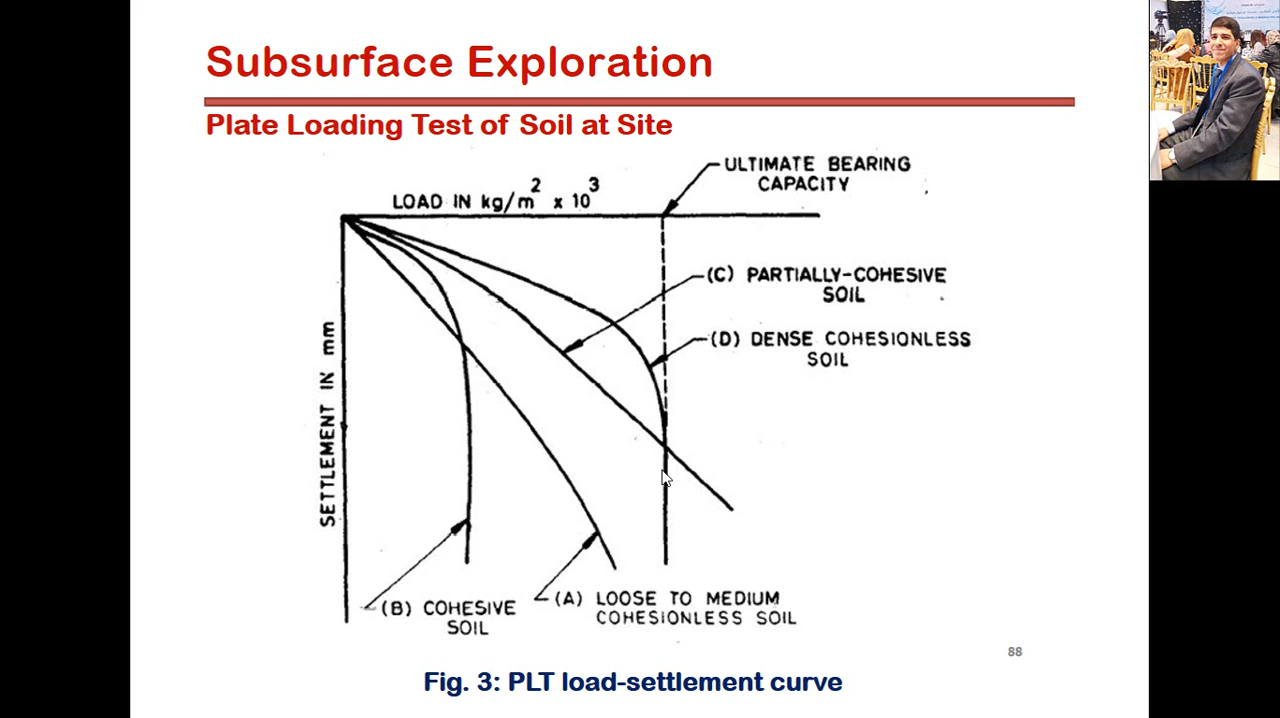 Subsurface Exploration
Plate Loading Test of Soil at Site
ULTIMATE BEARING
CAPACITY
LOAD IN kg/m² x 10³
(C) PARTIALLY-COHESIVE
SOIL
(D) DENSE COHESIONLESS
SOIL
SETTLEMENT IN mm
(B) COHESIVE
SOIL
(A) LOOSE TO MEDIUM
COHESIONLESS SOIL
88
Fig. 3: PLT load-settlement curve